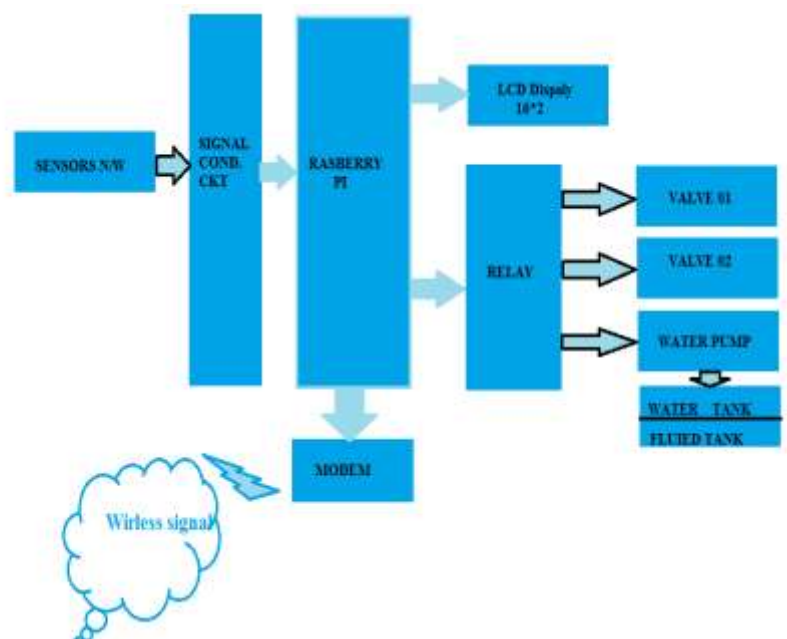 SENSORS N/W
SIGNAL
COND.
CKT
RASBERRY
PI
LCD Dispaly
16*2
RELAY
VALVE 01
VALVE 02
WATER PUMP
WATER TANK
FLUIED TANK
MODEM
Wirless signal